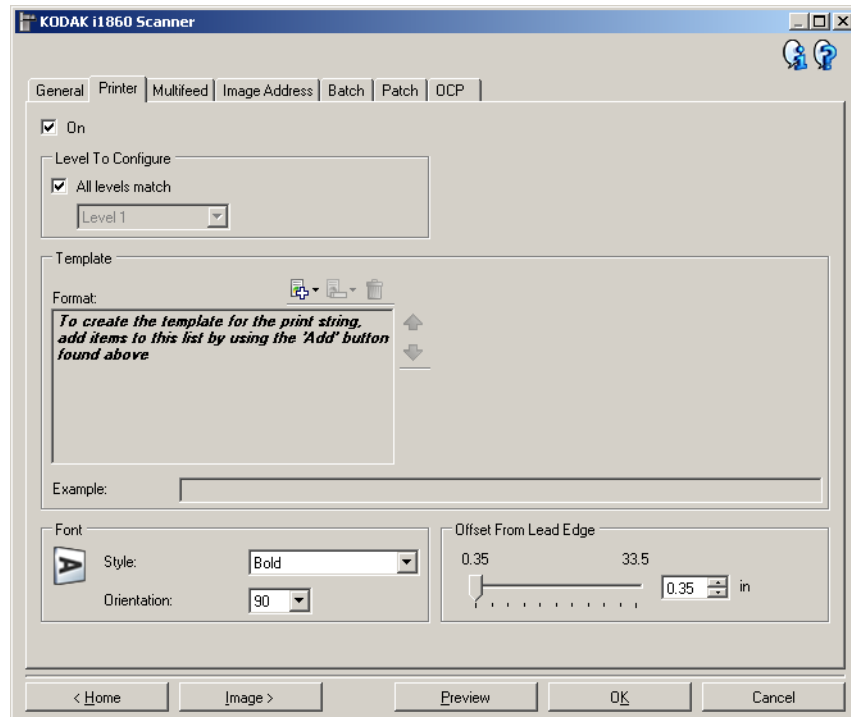 KODAK i1860 Scanner
General Printer Multifeed Image Address Batch Patch OCP
On
Level To Configure
All levels match
Level 1
Template
Format:
To create the template for the print string,
add items to this list by using the 'Add' button
found above
Example:
Font
A
Style: Bold
Orientation: 90
Offset From Lead Edge
0.35 33.5
0.35 in
< Home Image > Preview OK Cancel